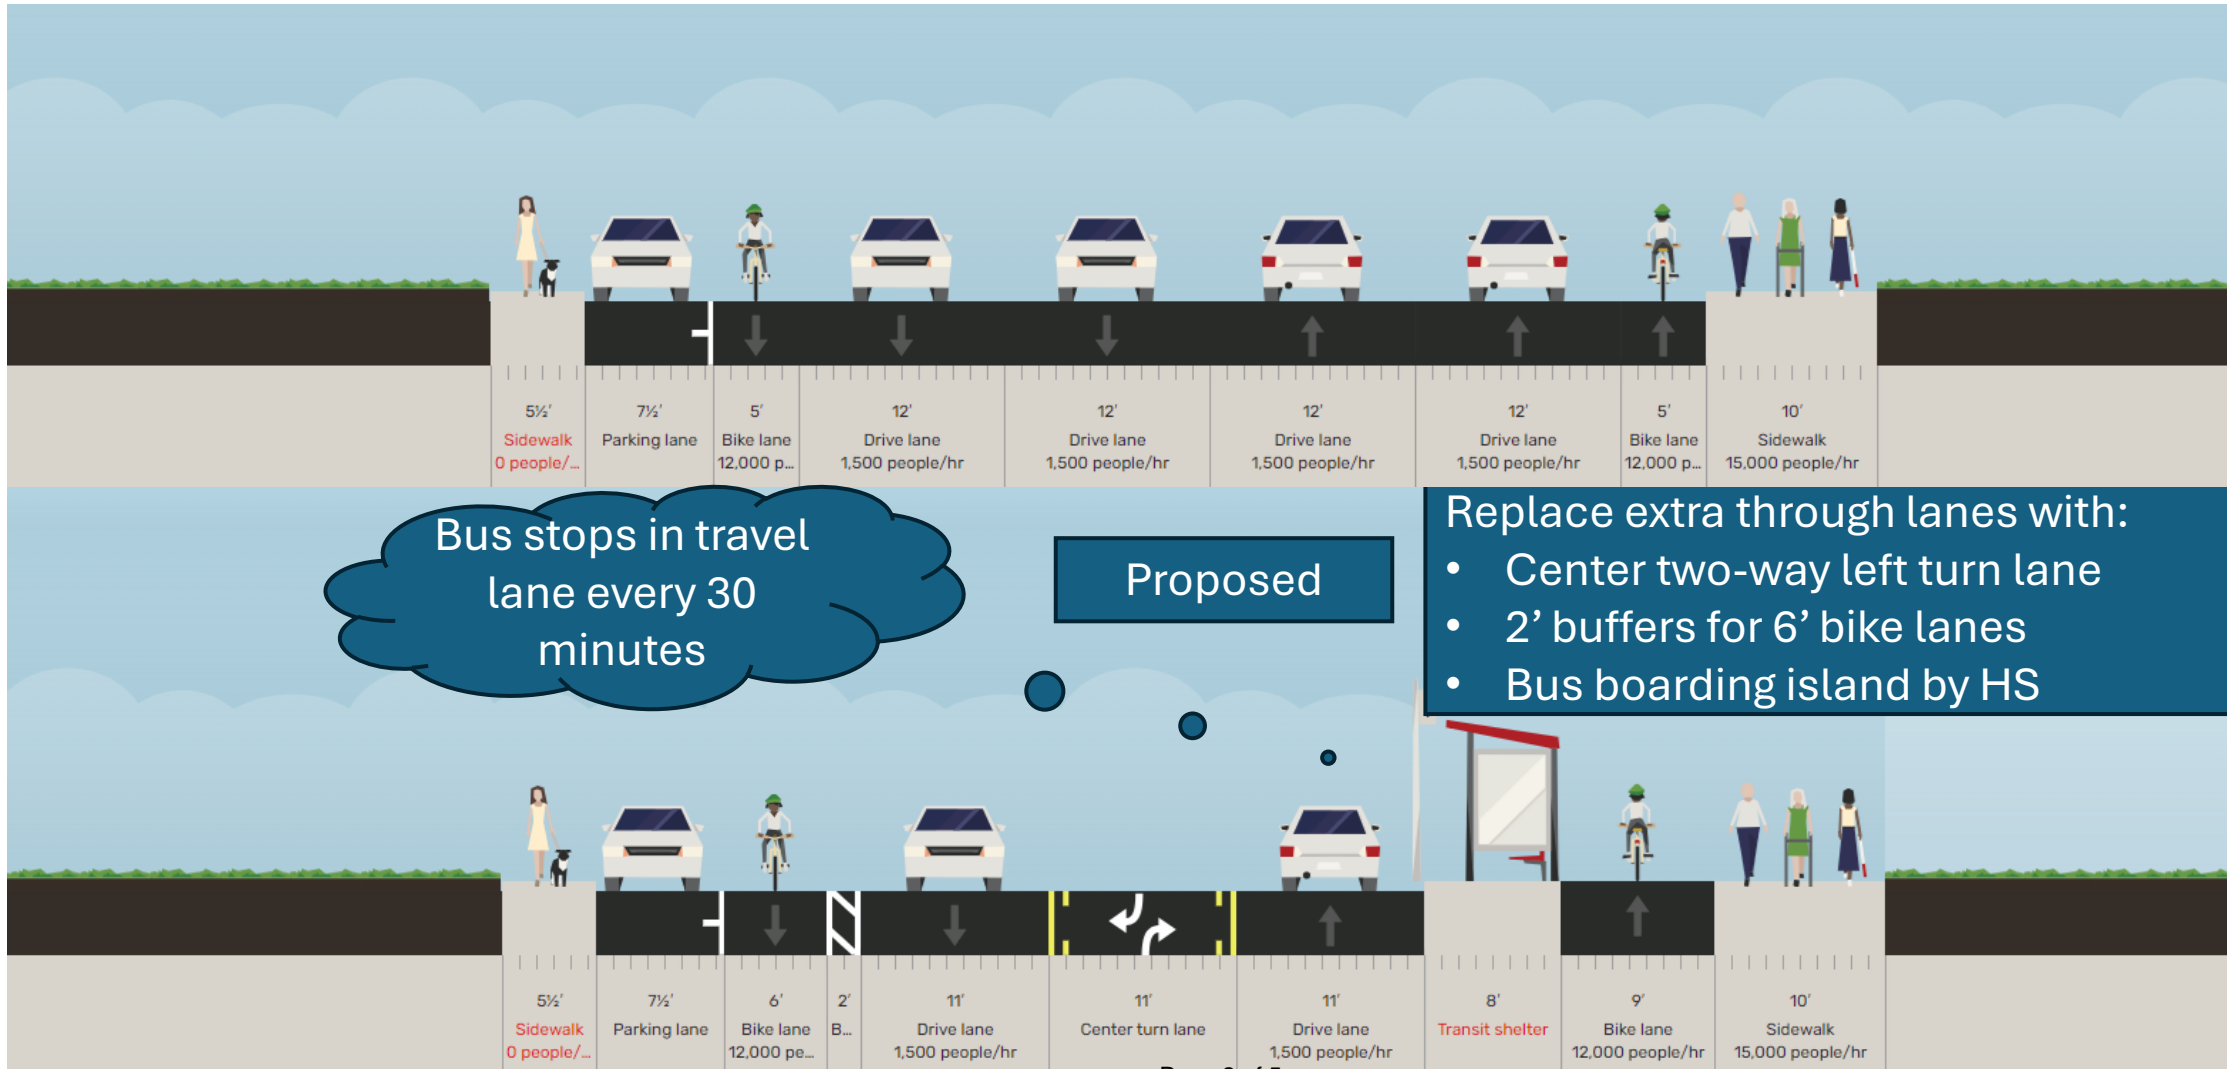 5½' 7½' 5' 12' 12' 12' 12' 5' 10'
Sidewalk Parking lane Bike lane Drive lane Drive lane Drive lane Drive lane Bike lane Sidewalk
0 people/... 12,000 p... 1,500 people/hr 1,500 people/hr 1,500 people/hr 1,500 people/hr 12,000 p... 15,000 people/hr
Bus stops in travel
lane every 30
minutes
Proposed
Replace extra through lanes with:
• Center two-way left turn lane
• 2’ buffers for 6’ bike lanes
• Bus boarding island by HS
5½' 7½' 6' 2' 11' 11' 11' 8' 9' 10'
Sidewalk Parking lane Bike lane B... Drive lane Center turn lane Drive lane Transit shelter Bike lane Sidewalk
0 people/... 12,000 pe... 1,500 people/hr 1,500 people/hr 12,000 people/hr 15,000 people/hr